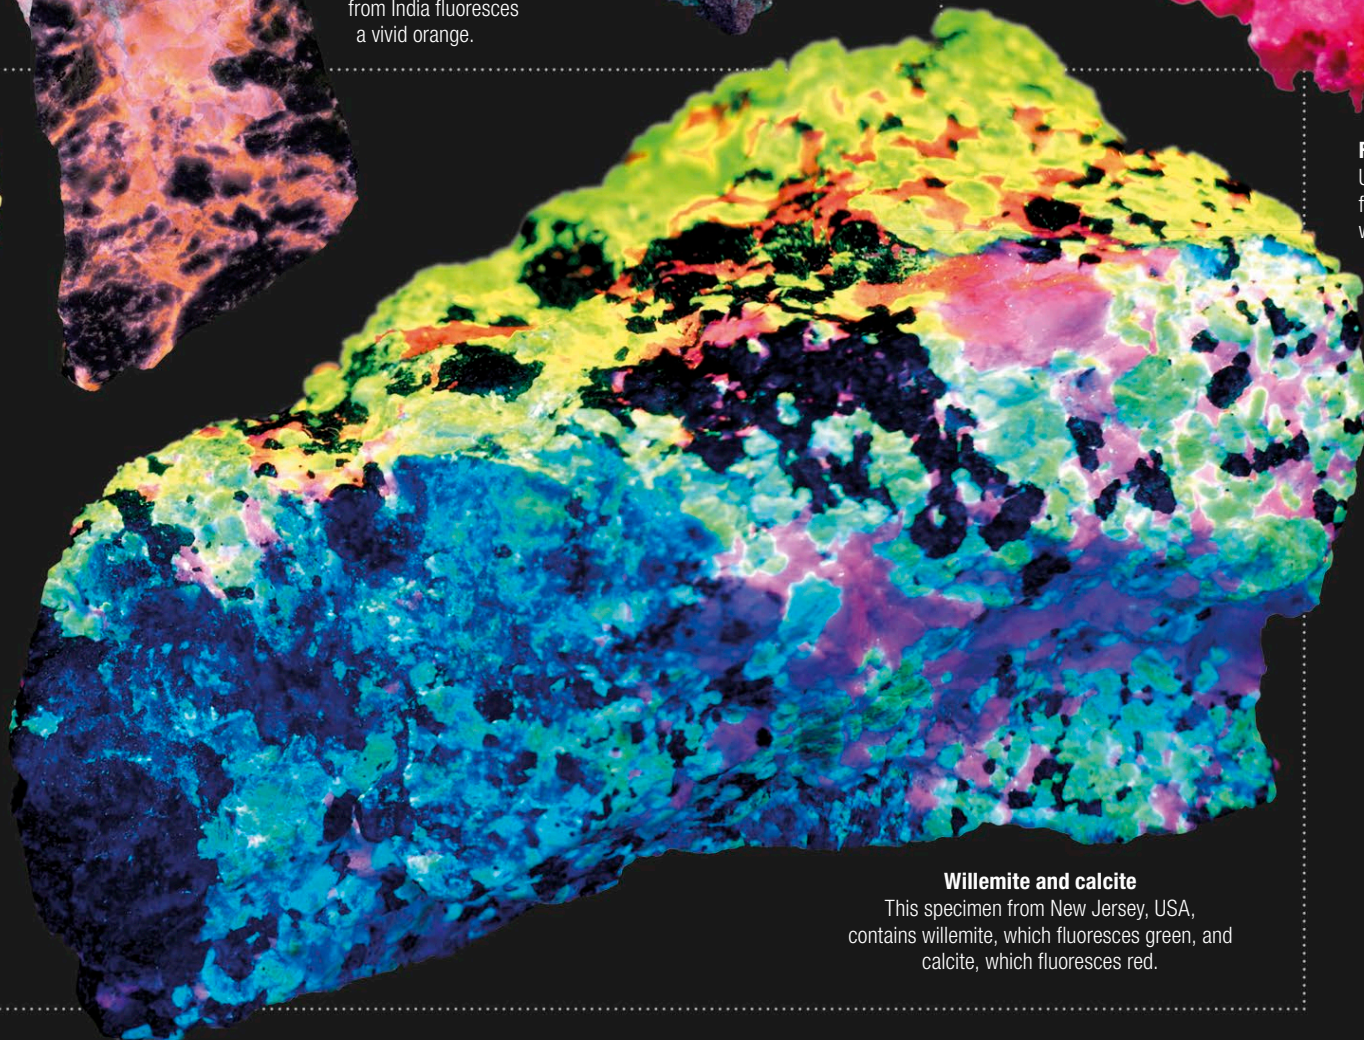 from India fluoresces
a vivid orange.
Willemite and calcite
This specimen from New Jersey, USA,
contains willemite, which fluoresces green, and
calcite, which fluoresces red.